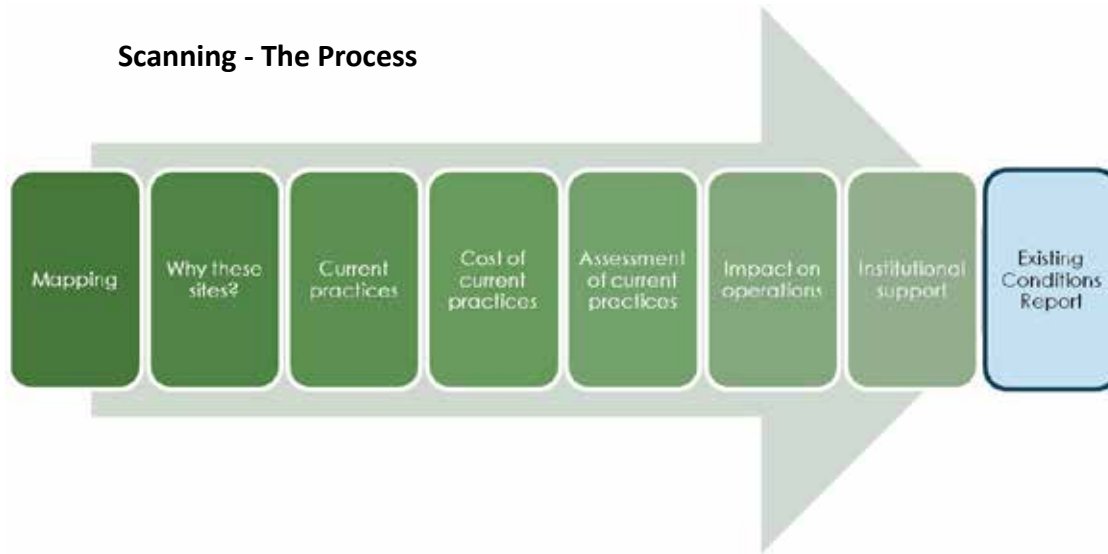 Scanning - The Process
Mapping
Why these
sites?
Current
practices
Cost of
current
practices
Assessment
of current
practices
Impact on
operations
Institutional
support
Existing
Conditions
Report